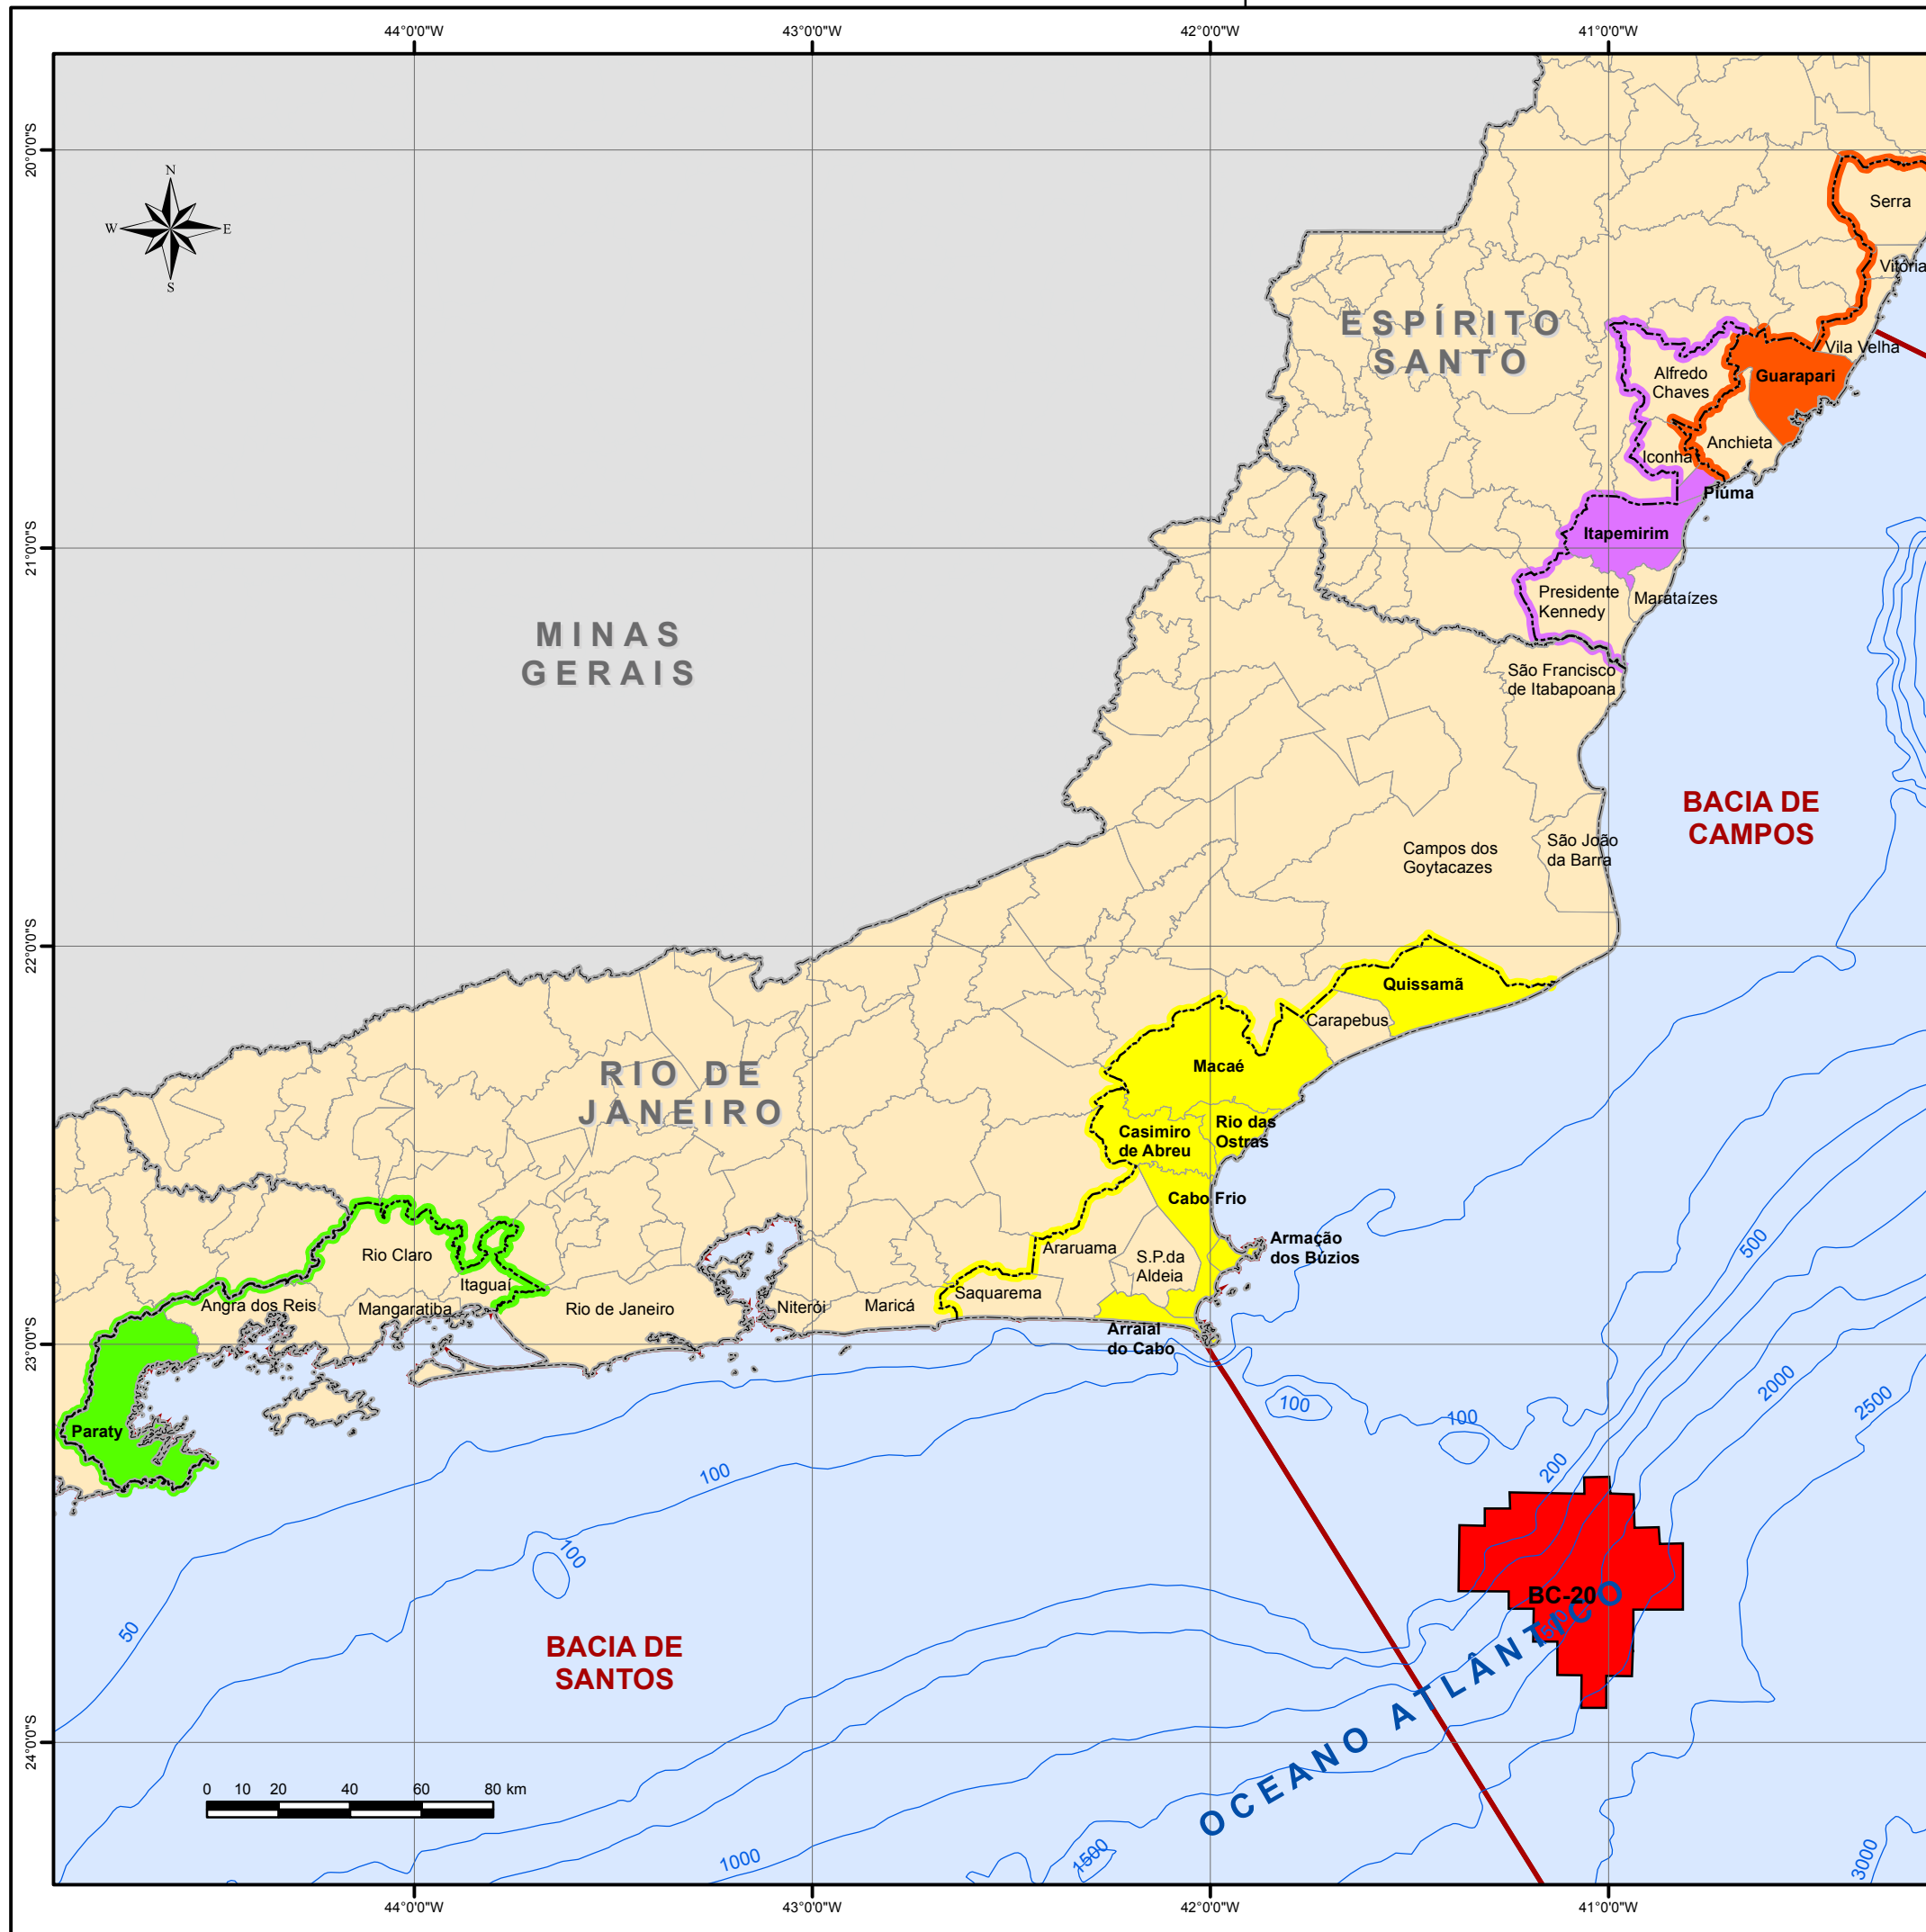 44°0'0"W
43°0'0"W
42°0'0"W
41°0'0"W
20°0'0"S
21°0'0"S
22°0'0"S
23°0'0"S
24°0'0"S
N
W
E
S
Serra
Vitória
ESPÍRITO
SANTO
Vila Velha
Alfredo
Chaves
Guarapari
Anchieta
Iconha
Piúma
Itapemirim
Presidente
Kennedy
Marataízes
MINAS
GERAIS
São Francisco
de Itabapoana
BACIA DE
CAMPOS
Campos dos
Goytacazes
São João
da Barra
Quissamã
Carapebus
Macaé
RIO DE
JANEIRO
Rio das
Ostras
Casimiro
de Abreu
Cabo Frio
Armação
dos Búzios
Araruama
S.P.da
Aldeia
Rio Claro
Itaguaí
Saquarema
Angra dos Reis
Mangaratiba
Rio de Janeiro
Niterói
Maricá
Arraial
do Cabo
Paraty
500
2000
2500
100
100
200
100
100
50
BC-20
1500
BACIA DE
SANTOS
OCEANO ATLÂNTICO
0 10 20 40 60 80 km
1000
1500
3000
44°0'0"W
43°0'0"W
42°0'0"W
41°0'0"W